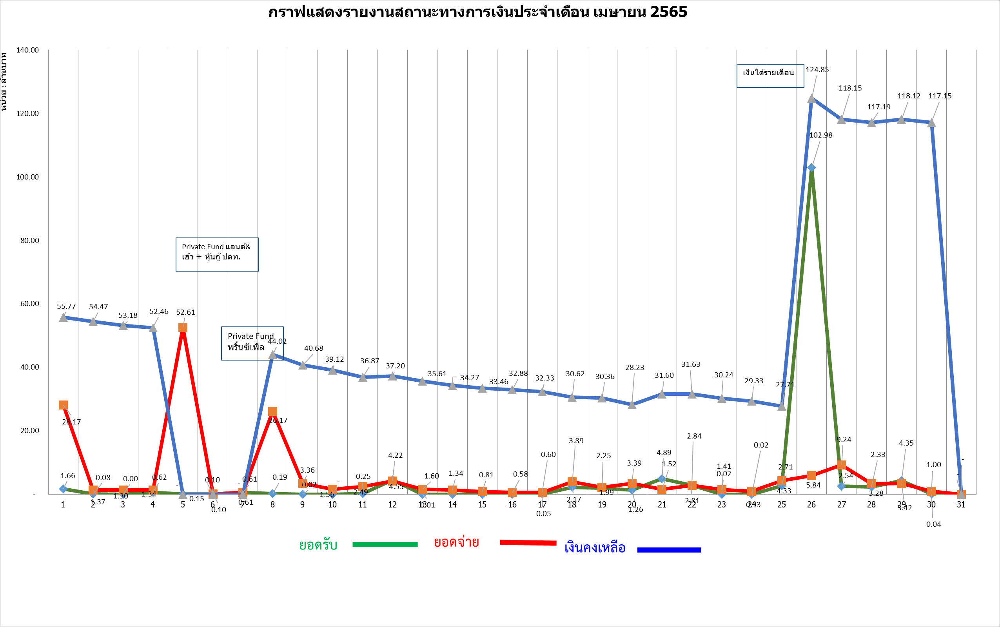 กราฟแสดงรายงานสถานะทางการเงินประจำเดือน เมษายน 2565
หน่วย : ล้านบาท
140.00
120.00
100.00
80.00
60.00
40.00
20.00
-
เงินได้รายเดือน
Private Fund แลนด์&
เฮ้า + หุ้นกู้ ปตท.
Private Fund
พริ้นซิเพิล
55.77 54.47 53.18 52.46 - - - 44.02 40.68 39.12 36.87 37.20 35.61 34.27 33.46 32.88 32.33 30.62 30.36 28.23 31.60 31.63 30.24 29.33 27.71 124.85 118.15 117.19 118.12 117.15 -
28.17 1.37 1.30 1.34 52.61 0.10 0.61 26.17 3.36 1.56 2.49 4.22 1.60 1.34 0.81 0.58 0.60 3.89 2.25 3.39 1.52 2.84 1.41 0.93 4.33 5.84 9.24 3.28 3.42 1.00 -
1.66 0.08 0.00 0.62 0.15 0.10 0.61 0.19 0.02 - 0.25 4.55 0.01 - - - 0.05 2.17 1.99 1.26 4.89 2.81 0.02 0.02 2.71 102.98 2.54 2.33 4.35 0.04 -
1 2 3 4 5 6 7 8 9 10 11 12 13 14 15 16 17 18 19 20 21 22 23 24 25 26 27 28 29 30 31
ยอดรับ ยอดจ่าย เงินคงเหลือ